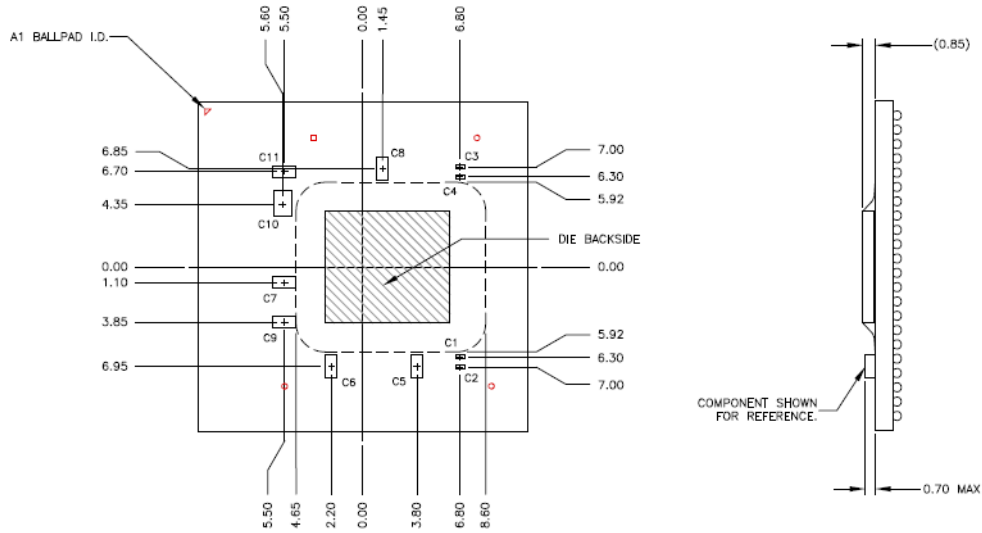 5.60
5.50
0.00
1.45
6.80
A1 BALLPAD I.D.
(0.85)
6.85
6.70
4.35
0.00
1.10
3.85
6.95
C11
C8
C3
C4
C10
C7
C9
C6
C5
C1
C2
7.00
6.30
5.92
DIE BACKSIDE
0.00
5.92
6.30
7.00
COMPONENT SHOWN
FOR REFERENCE.
0.70 MAX
5.50
4.65
2.20
0.00
3.80
6.80
8.60